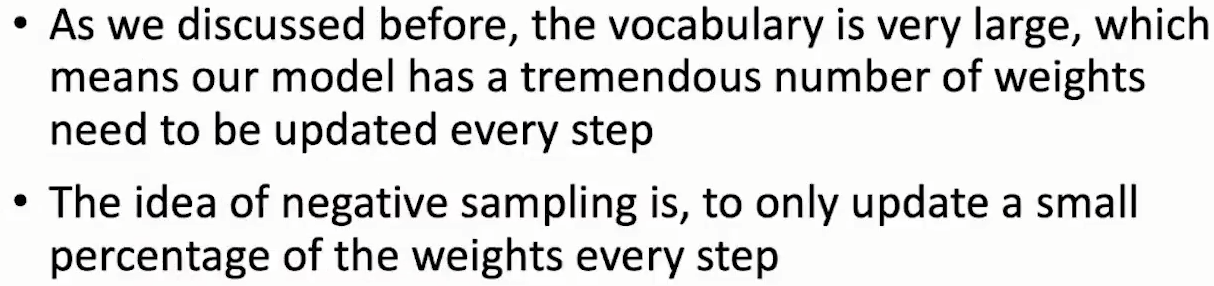 • As we discussed before, the vocabulary is very large, which
means our model has a tremendous number of weights
need to be updated every step
• The idea of negative sampling is, to only update a small
percentage of the weights every step